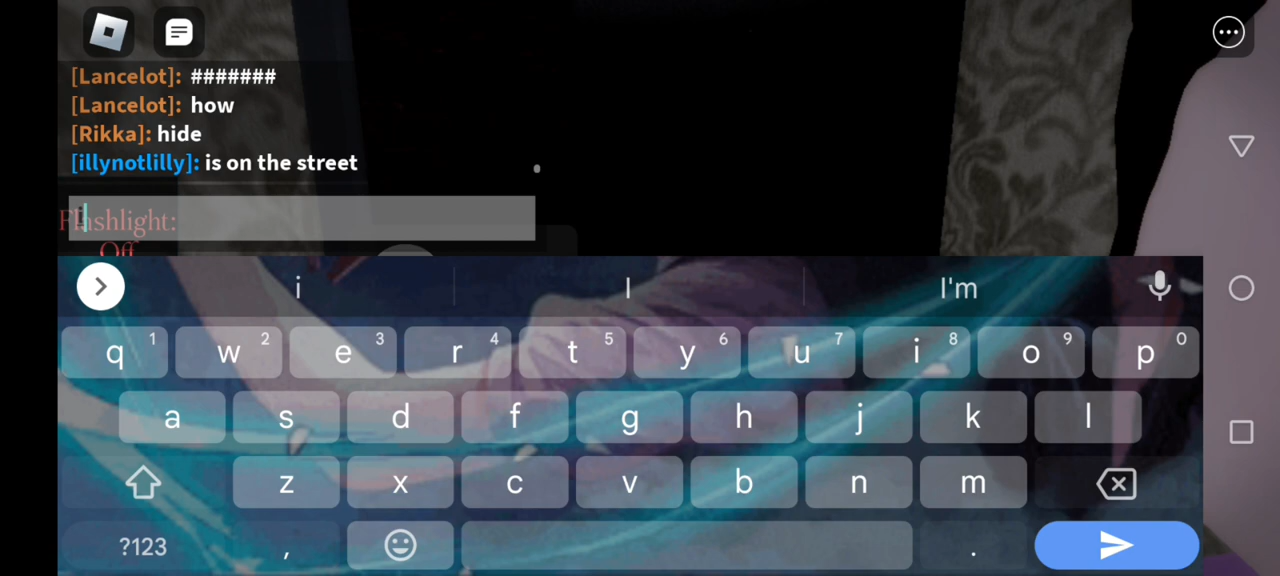 [Lancelot]: #######
[Lancelot]: how
[Rikka]: hide
[illynotlilly]: is on the street
i
Flashlight:
Off
i I I'm
q 1 w 2 e 3 r 4 t 5 y 6 u 7 i 8 o 9 p 0
a s d f g h j k l
z x c v b n m
?123 , .